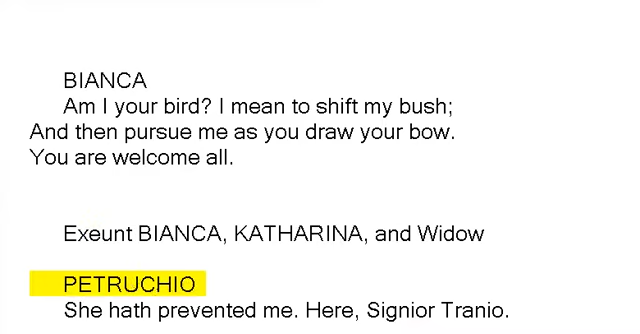 BIANCA
Am I your bird? I mean to shift my bush;
And then pursue me as you draw your bow.
You are welcome all.
Exeunt BIANCA, KATHARINA, and Widow
PETRUCHIO
She hath prevented me. Here, Signior Tranio.